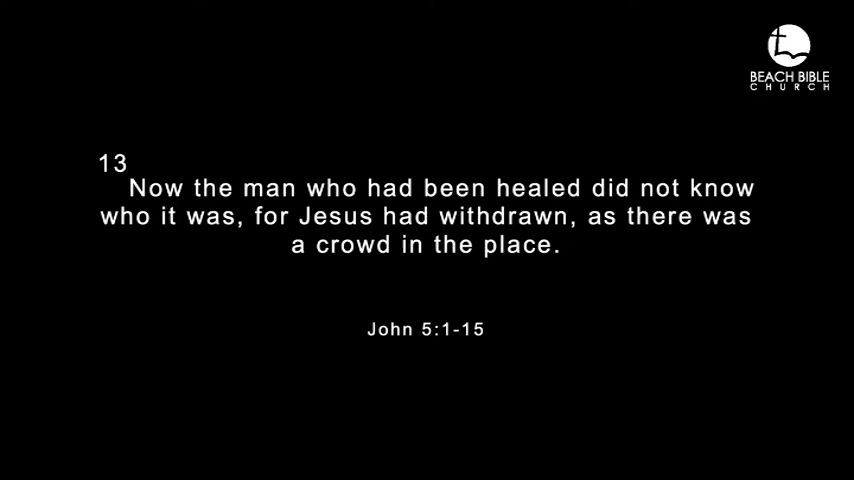 BEACH BIBLE
CHURCH
13
Now the man who had been healed did not know
who it was, for Jesus had withdrawn, as there was
a crowd in the place.
John 5:1-15